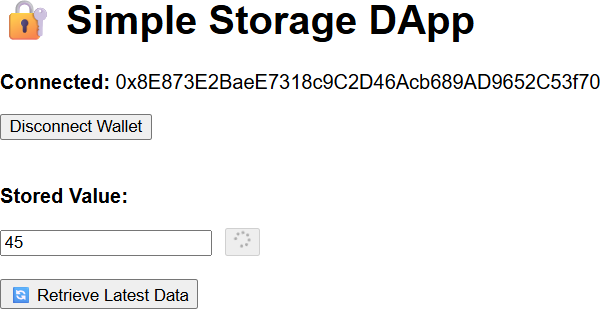 Simple Storage DApp
Connected: 0x8E873E2BaeE7318c9C2D46Acb689AD9652C53f70
Disconnect Wallet
Stored Value:
45
Retrieve Latest Data